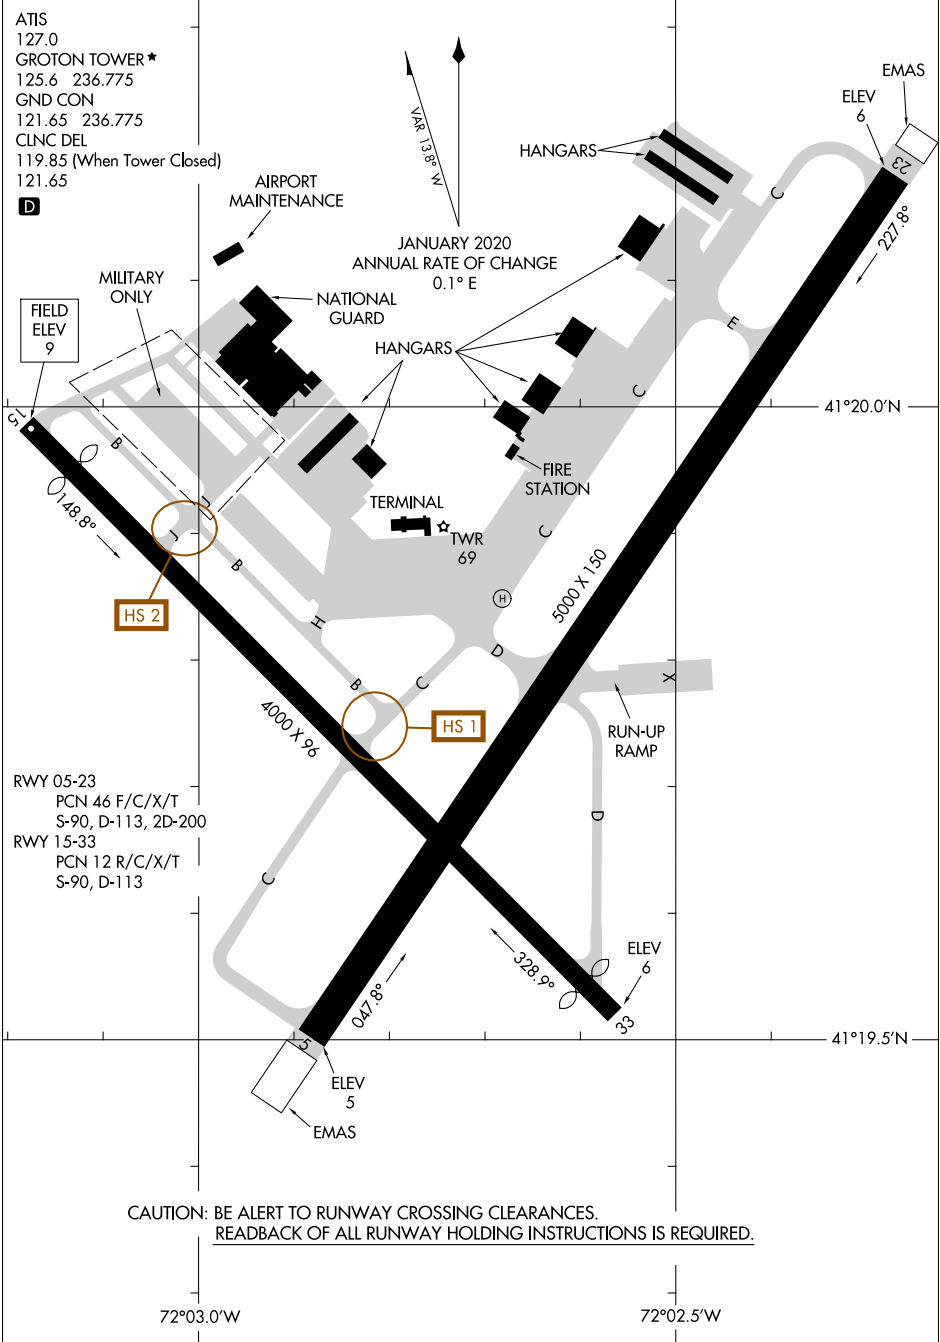 ATIS
127.0
GROTON TOWER★
125.6 236.775
GND CON
121.65 236.775
CLNC DEL
119.85 (When Tower Closed)
121.65
D
VAR 13.8° W
JANUARY 2020
ANNUAL RATE OF CHANGE
0.1° E
EMAS
ELEV
6
23
227.8°
HANGARS
C
AIRPORT
MAINTENANCE
MILITARY
ONLY
NATIONAL
GUARD
HANGARS
FIELD
ELEV
9
E
C
41°20.0'N
15
B
J
J
148.8°
HS 2
B
FIRE
STATION
TERMINAL
TWR
69
C
H
5000 X 150
H
D
B
C
X
RUN-UP
RAMP
HS 1
4000 X 96
RWY 05-23
PCN 46 F/C/X/T
S-90, D-113, 2D-200
RWY 15-33
PCN 12 R/C/X/T
S-90, D-113
D
C
047.8°
328.9°
ELEV
6
33
5
41°19.5'N
ELEV
5
EMAS
CAUTION: BE ALERT TO RUNWAY CROSSING CLEARANCES.
READBACK OF ALL RUNWAY HOLDING INSTRUCTIONS IS REQUIRED.
72°03.0'W
72°02.5'W